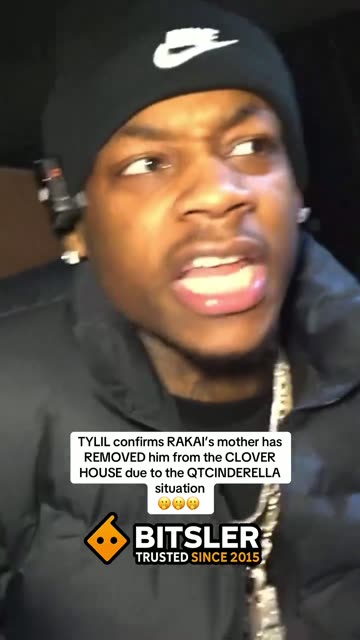 TYLIL confirms RAKAI's mother has
REMOVED him from the CLOVER
HOUSE due to the QTCINDERELLA
situation
🤭🤭🤭
BITSLER
TRUSTED SINCE 2015